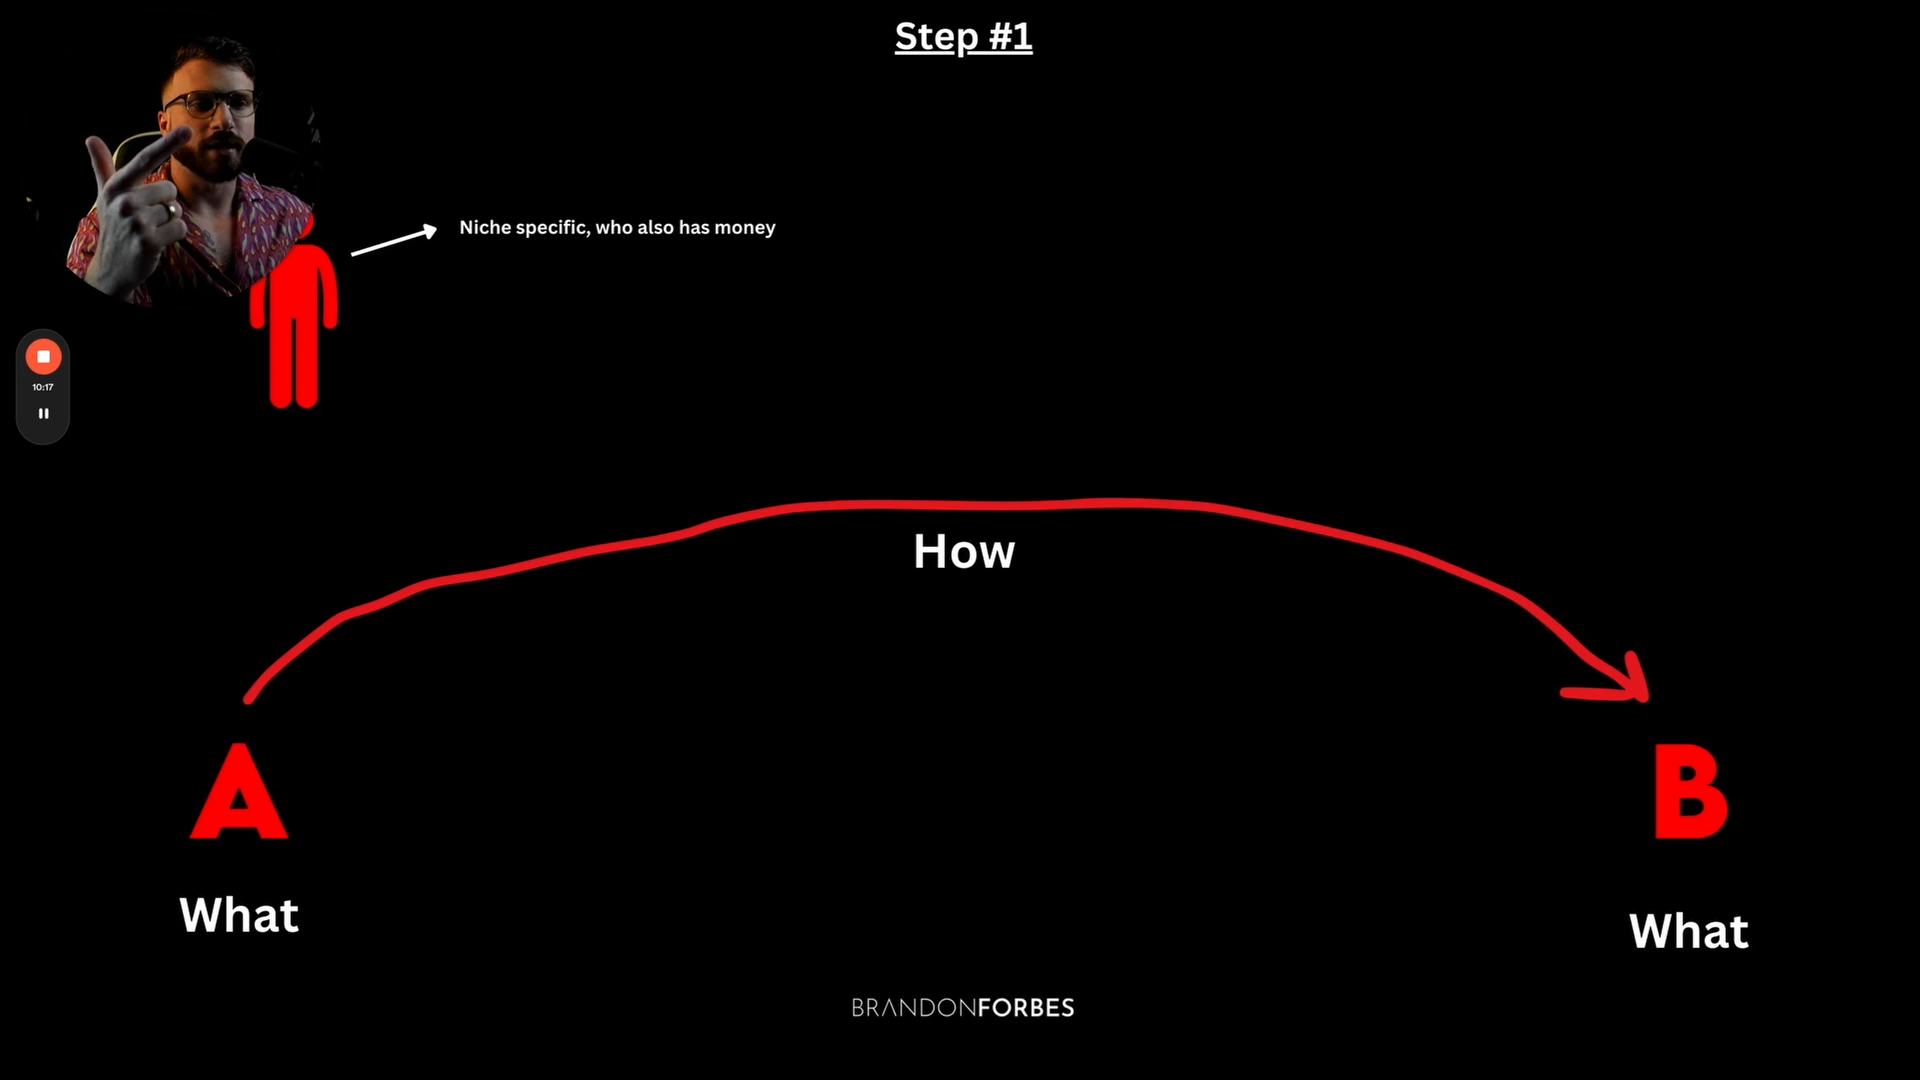 Step #1
Niche specific, who also has money
10:17
How
A
B
What
What
BRANDONFORBES